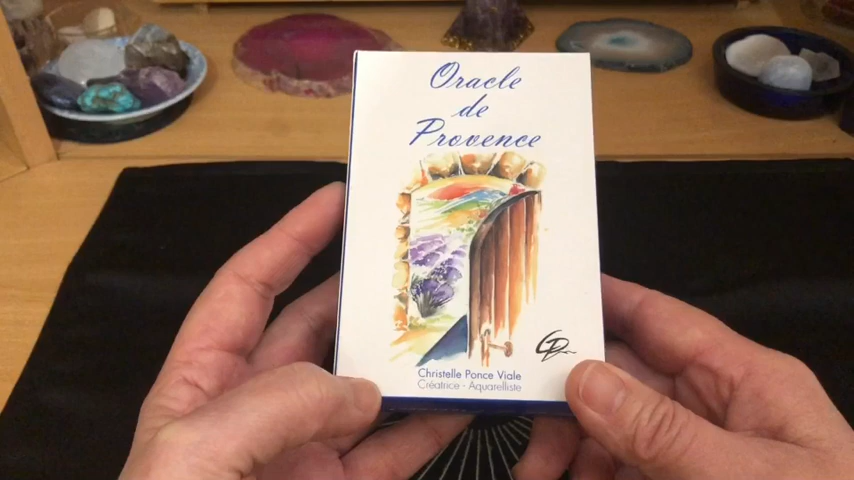 Oracle
de
Provence
Christelle Ponce Viale
Créatrice - Aquarelliste